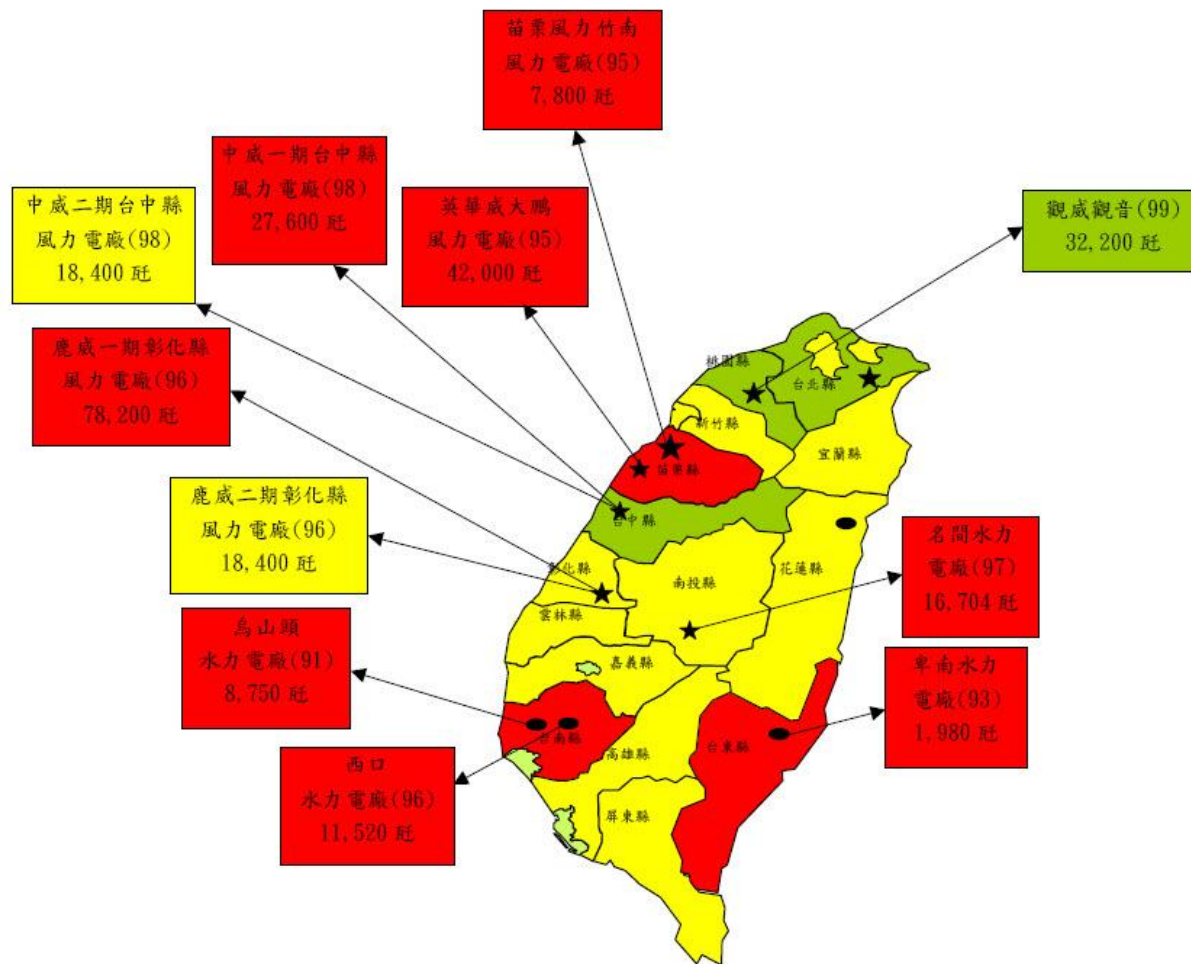 苗栗風力竹南
風力電廠(95)
7,800 瓩
中威一期台中縣
風力電廠(98)
27,600 瓩
中威二期台中縣
風力電廠(98)
18,400 瓩
英華威大鵬
風力電廠(95)
42,000 瓩
觀威觀音(99)
32,200 瓩
鹿威一期彰化縣
風力電廠(96)
78,200 瓩
鹿威二期彰化縣
風力電廠(96)
18,400 瓩
烏山頭
水力電廠(91)
8,750 瓩
西口
水力電廠(96)
11,520 瓩
名間水力
電廠(97)
16,704 瓩
卑南水力
電廠(93)
1,980 瓩
桃園縣
台北縣
新竹縣
宜蘭縣
苗栗縣
台中縣
彰化縣
南投縣
花蓮縣
雲林縣
嘉義縣
台南縣
高雄縣
台東縣
屏東縣